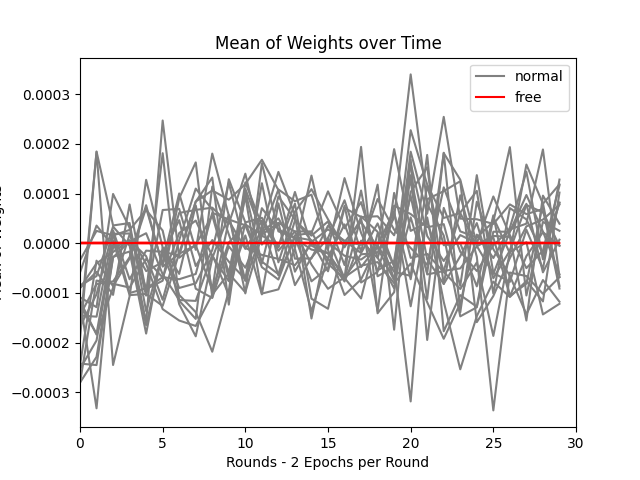 Mean of Weights over Time
normal
free
0.0003
0.0002
0.0001
0.0000
−0.0001
−0.0002
−0.0003
0 5 10 15 20 25 30
Rounds - 2 Epochs per Round